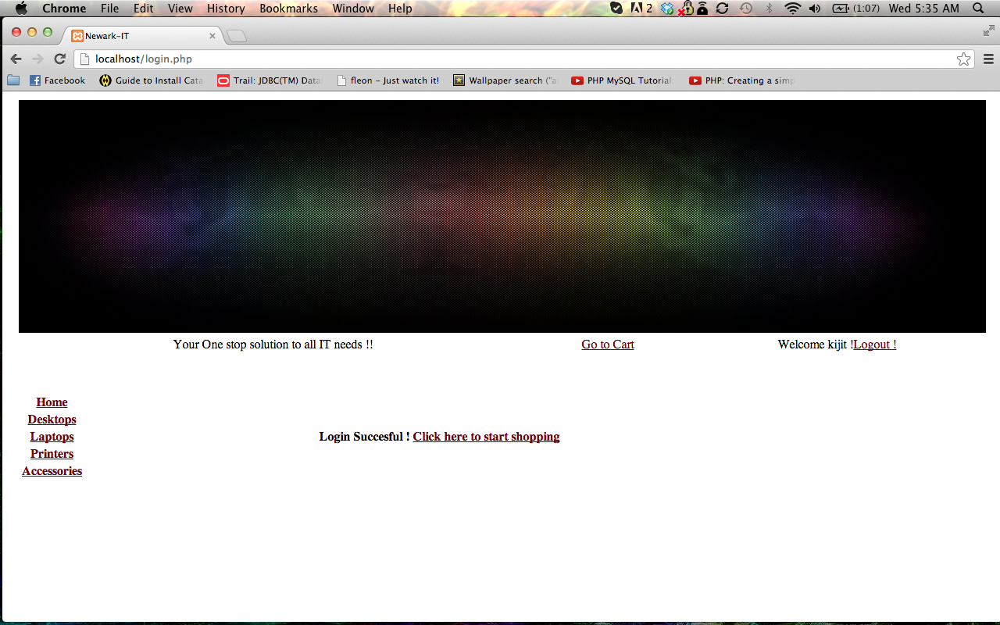 Chrome File Edit View History Bookmarks Window Help 2 (1:07) Wed 5:35 AM
Newark-IT
localhost/login.php
Facebook Guide to Install Cata Trail: JDBC(TM) Data fleon - Just watch it! Wallpaper search ("a PHP MySQL Tutorial PHP: Creating a simp
Your One stop solution to all IT needs !! Go to Cart Welcome kijit !Logout !
Home
Desktops
Laptops
Login Succesful ! Click here to start shopping
Printers
Accessories